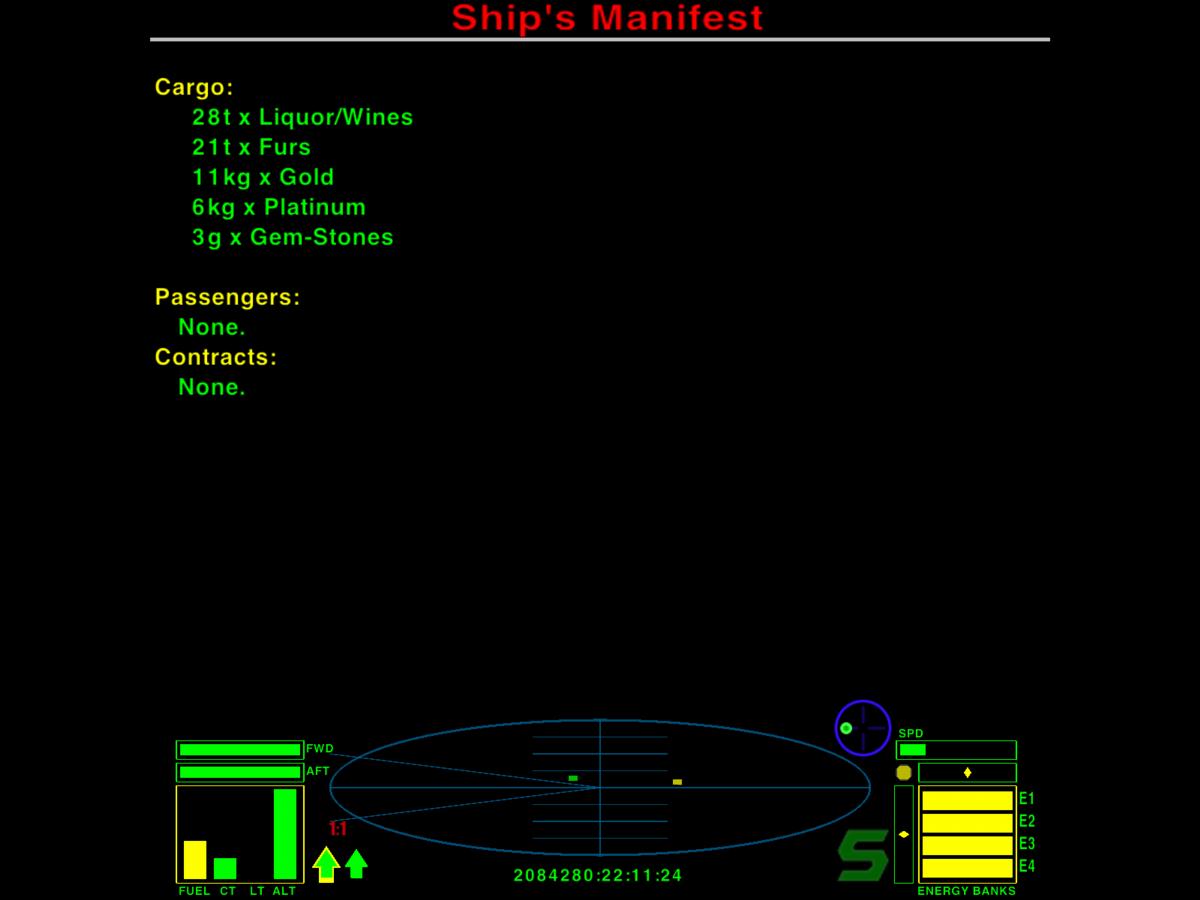 Ship's Manifest
Cargo:
28t x Liquor/Wines
21t x Furs
11kg x Gold
6kg x Platinum
3g x Gem-Stones
Passengers:
None.
Contracts:
None.
FWD
AFT
1:1
FUEL CT LT ALT
2084280:22:11:24
S
SPD
E1
E2
E3
E4
ENERGY BANKS